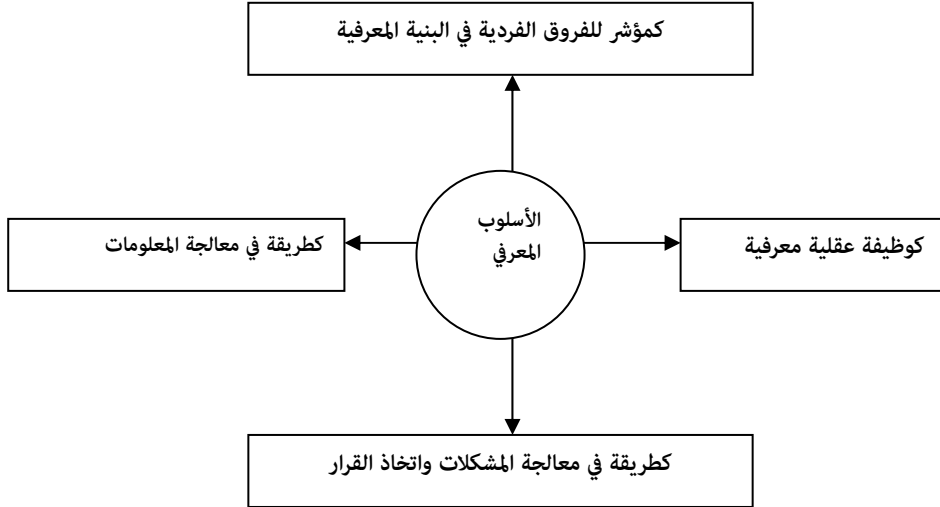 كمؤشر للفروق الفردية في البنية المعرفية
الأسلوب
المعرفي
كوظيفة عقلية معرفية
كطريقة في معالجة المعلومات
كطريقة في معالجة المشكلات واتخاذ القرار